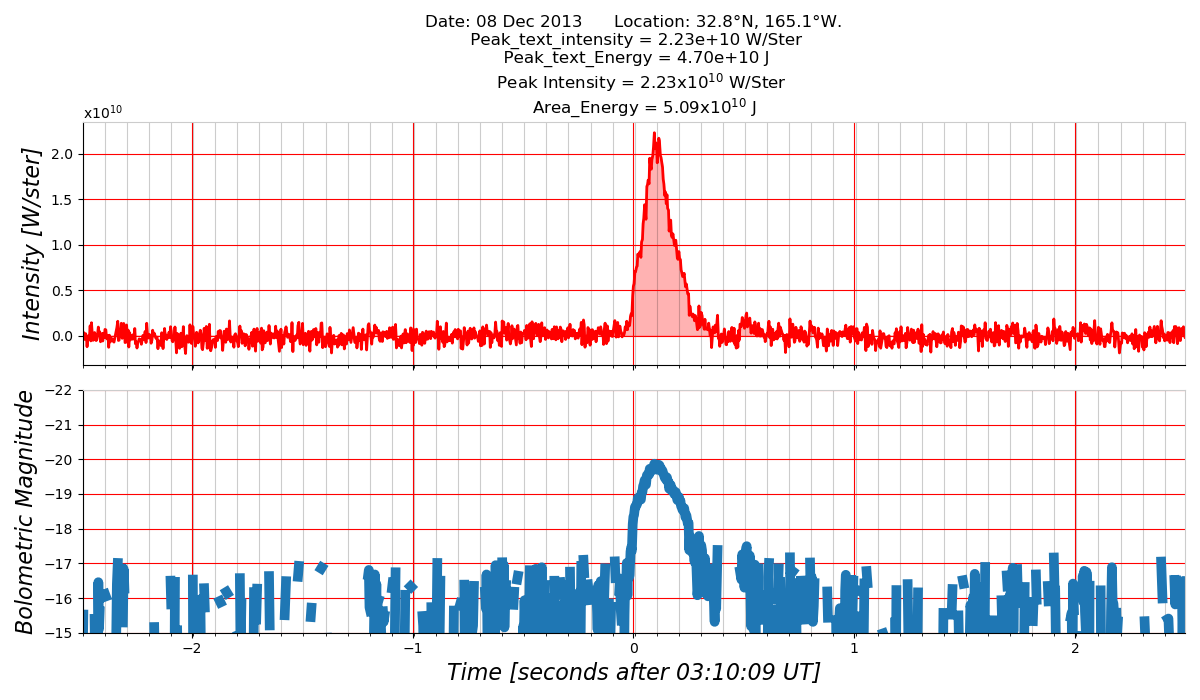 Date: 08 Dec 2013      Location: 32.8°N, 165.1°W.
Peak_text_intensity = 2.23e+10 W/Ster
Peak_text_Energy = 4.70e+10 J
Peak Intensity = 2.23x10¹⁰ W/Ster
Area_Energy = 5.09x10¹⁰ J
x10¹⁰
Intensity [W/ster]
2.0
1.5
1.0
0.5
0.0
Bolometric Magnitude
−22
−21
−20
−19
−18
−17
−16
−15
−2 −1 0 1 2
Time [seconds after 03:10:09 UT]